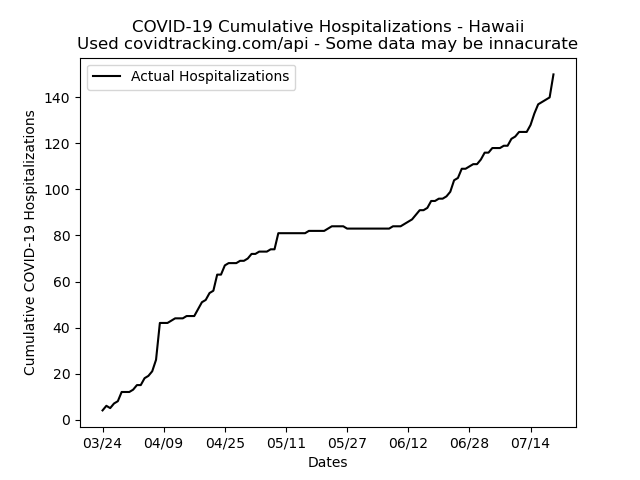 COVID-19 Cumulative Hospitalizations - Hawaii
Used covidtracking.com/api - Some data may be innacurate
Actual Hospitalizations
Cumulative COVID-19 Hospitalizations
140
120
100
80
60
40
20
0
03/24 04/09 04/25 05/11 05/27 06/12 06/28 07/14
Dates